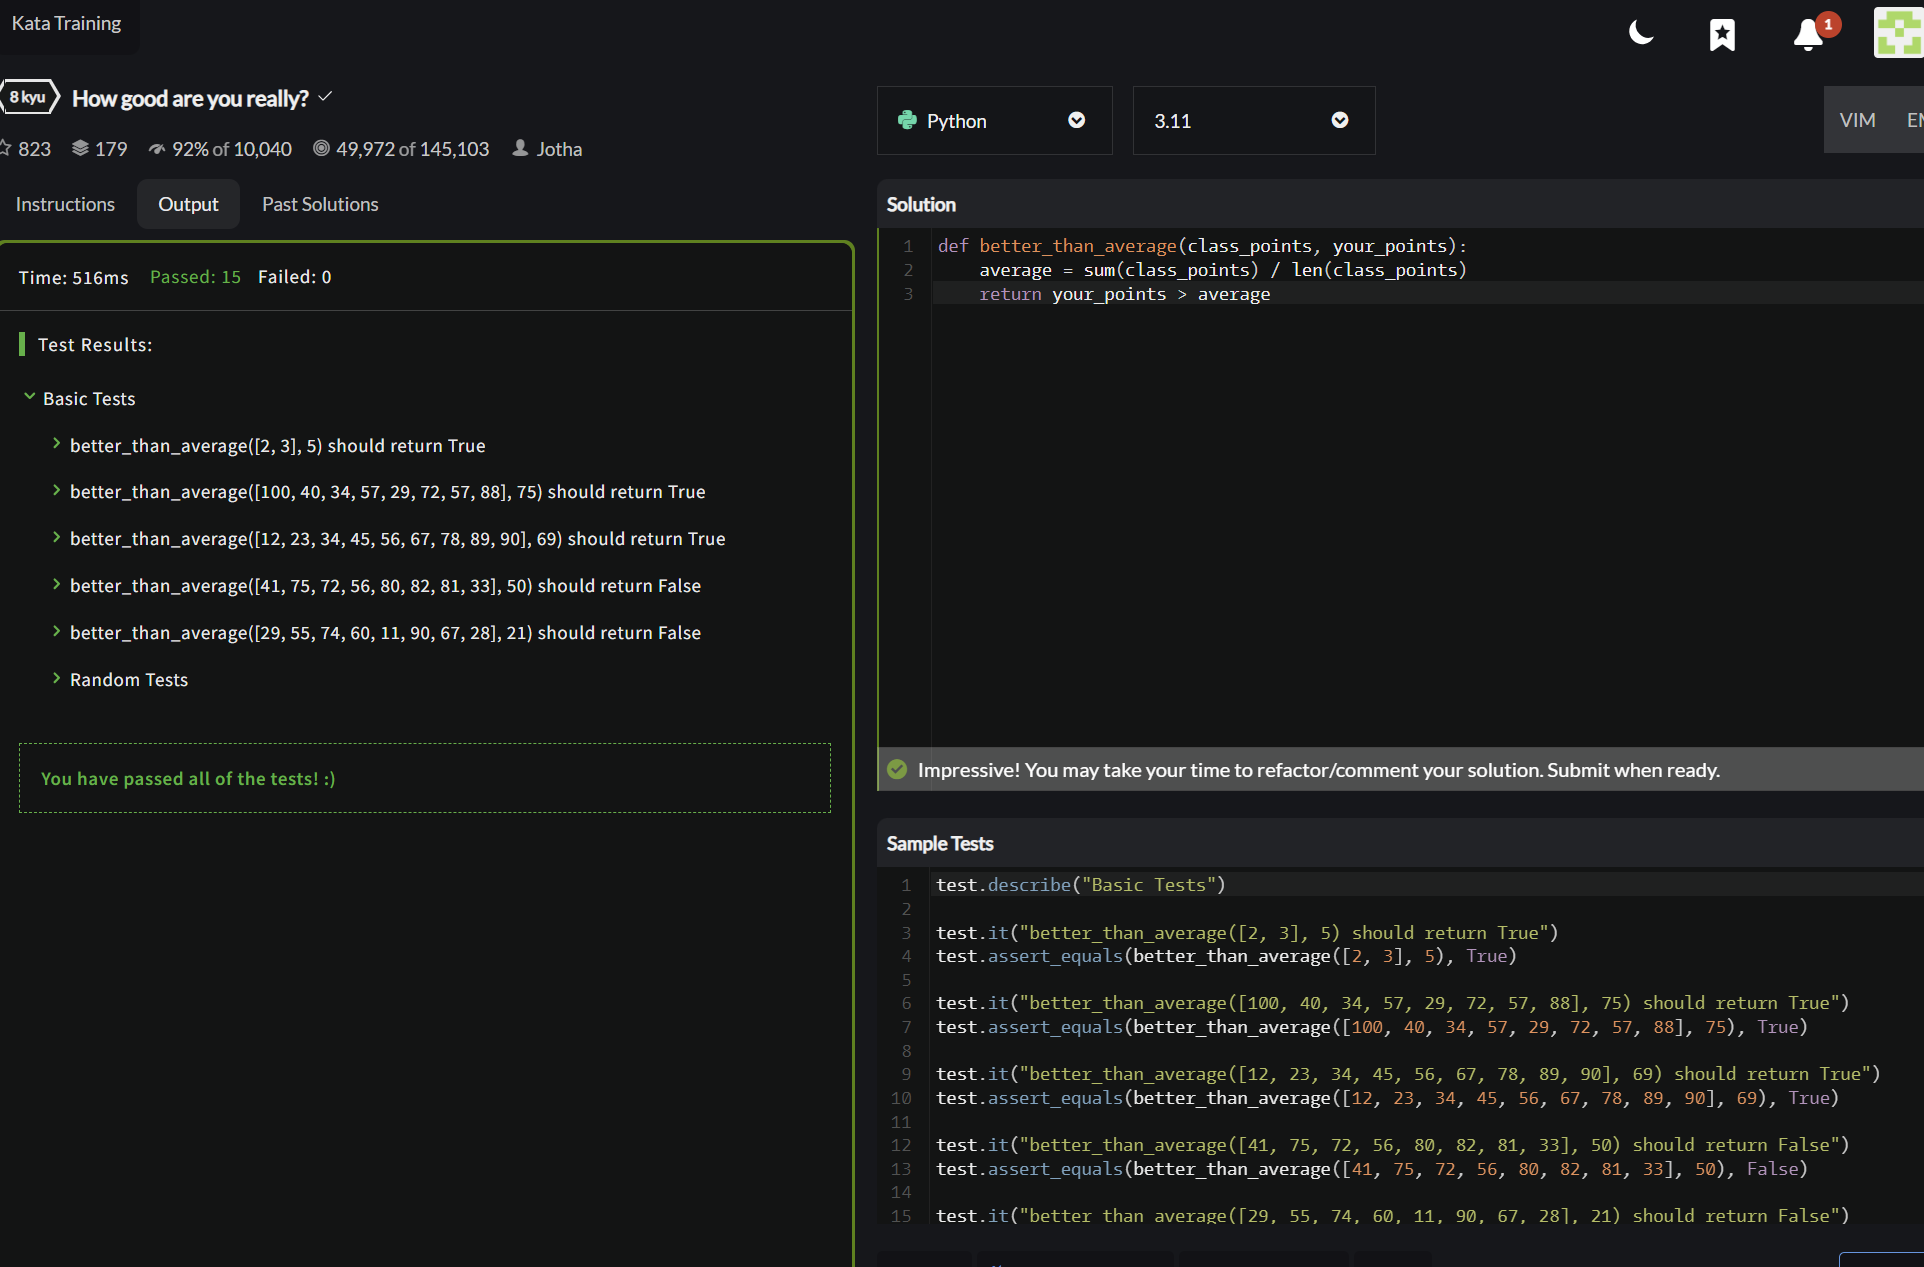 Kata Training
1
8 kyu
How good are you really?
823 179 92% of 10,040 49,972 of 145,103 Jotha
Instructions Output Past Solutions
Time: 516ms Passed: 15 Failed: 0
Test Results:
Basic Tests
better_than_average([2, 3], 5) should return True
better_than_average([100, 40, 34, 57, 29, 72, 57, 88], 75) should return True
better_than_average([12, 23, 34, 45, 56, 67, 78, 89, 90], 69) should return True
better_than_average([41, 75, 72, 56, 80, 82, 81, 33], 50) should return False
better_than_average([29, 55, 74, 60, 11, 90, 67, 28], 21) should return False
Random Tests
You have passed all of the tests! :)
Python 3.11 VIM
Solution
1 def better_than_average(class_points, your_points):
2 average = sum(class_points) / len(class_points)
3 return your_points > average
Impressive! You may take your time to refactor/comment your solution. Submit when ready.
Sample Tests
1 test.describe("Basic Tests")
2
3 test.it("better_than_average([2, 3], 5) should return True")
4 test.assert_equals(better_than_average([2, 3], 5), True)
5
6 test.it("better_than_average([100, 40, 34, 57, 29, 72, 57, 88], 75) should return True")
7 test.assert_equals(better_than_average([100, 40, 34, 57, 29, 72, 57, 88], 75), True)
8
9 test.it("better_than_average([12, 23, 34, 45, 56, 67, 78, 89, 90], 69) should return True")
10 test.assert_equals(better_than_average([12, 23, 34, 45, 56, 67, 78, 89, 90], 69), True)
11
12 test.it("better_than_average([41, 75, 72, 56, 80, 82, 81, 33], 50) should return False")
13 test.assert_equals(better_than_average([41, 75, 72, 56, 80, 82, 81, 33], 50), False)
14
15 test.it("better_than_average([29, 55, 74, 60, 11, 90, 67, 28], 21) should return False")